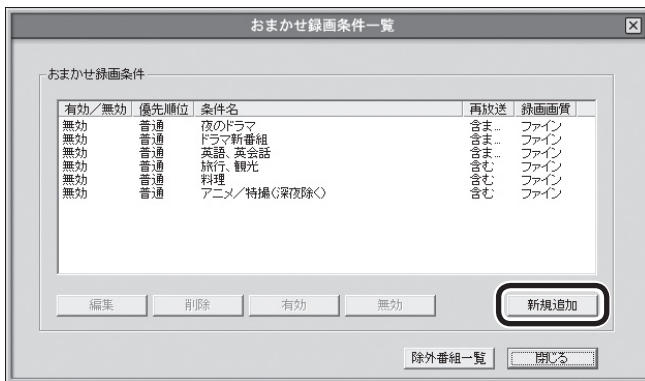 おまかせ録画条件一覧
おまかせ録画条件
有効／無効 優先順位 条件名 再放送 録画画質
無効 普通 夜のドラマ 含ま... ファイン
無効 普通 ドラマ新番組 含ま... ファイン
無効 普通 英語、英会話 含ま... ファイン
無効 普通 旅行、観光 含む ファイン
無効 普通 料理 含む ファイン
無効 普通 アニメ／特撮(深夜除く) 含む ファイン
編集 削除 有効 無効 新規追加
除外番組一覧 閉じる